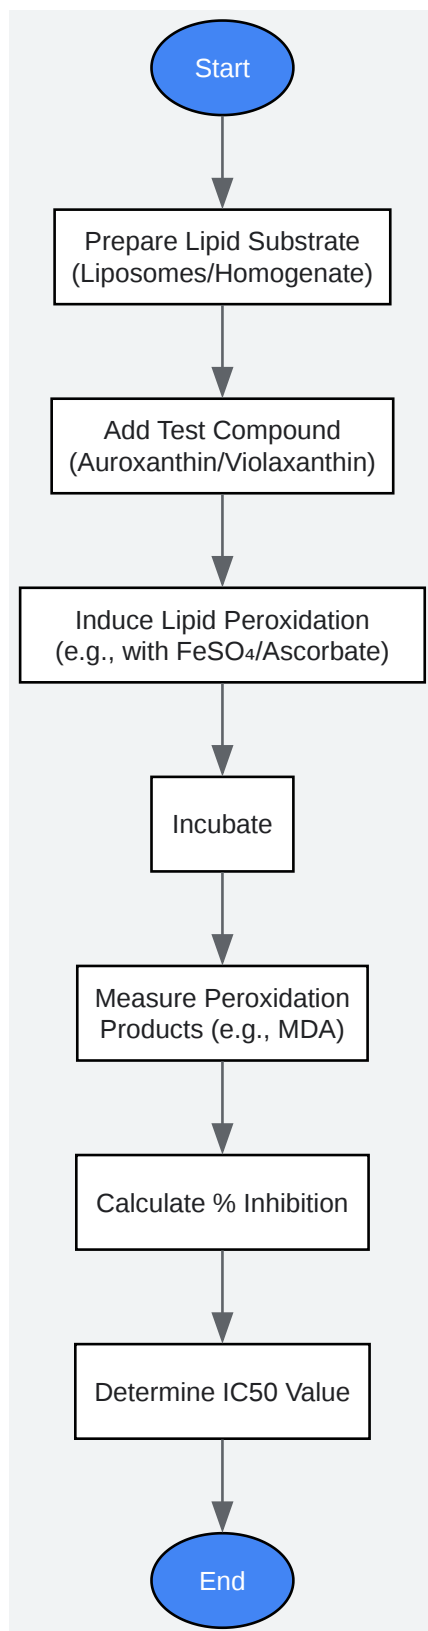 Start
Prepare Lipid Substrate
(Liposomes/Homogenate)
Add Test Compound
(Auroxanthin/Violaxanthin)
Induce Lipid Peroxidation
(e.g., with FeSO₄/Ascorbate)
Incubate
Measure Peroxidation
Products (e.g., MDA)
Calculate % Inhibition
Determine IC50 Value
End